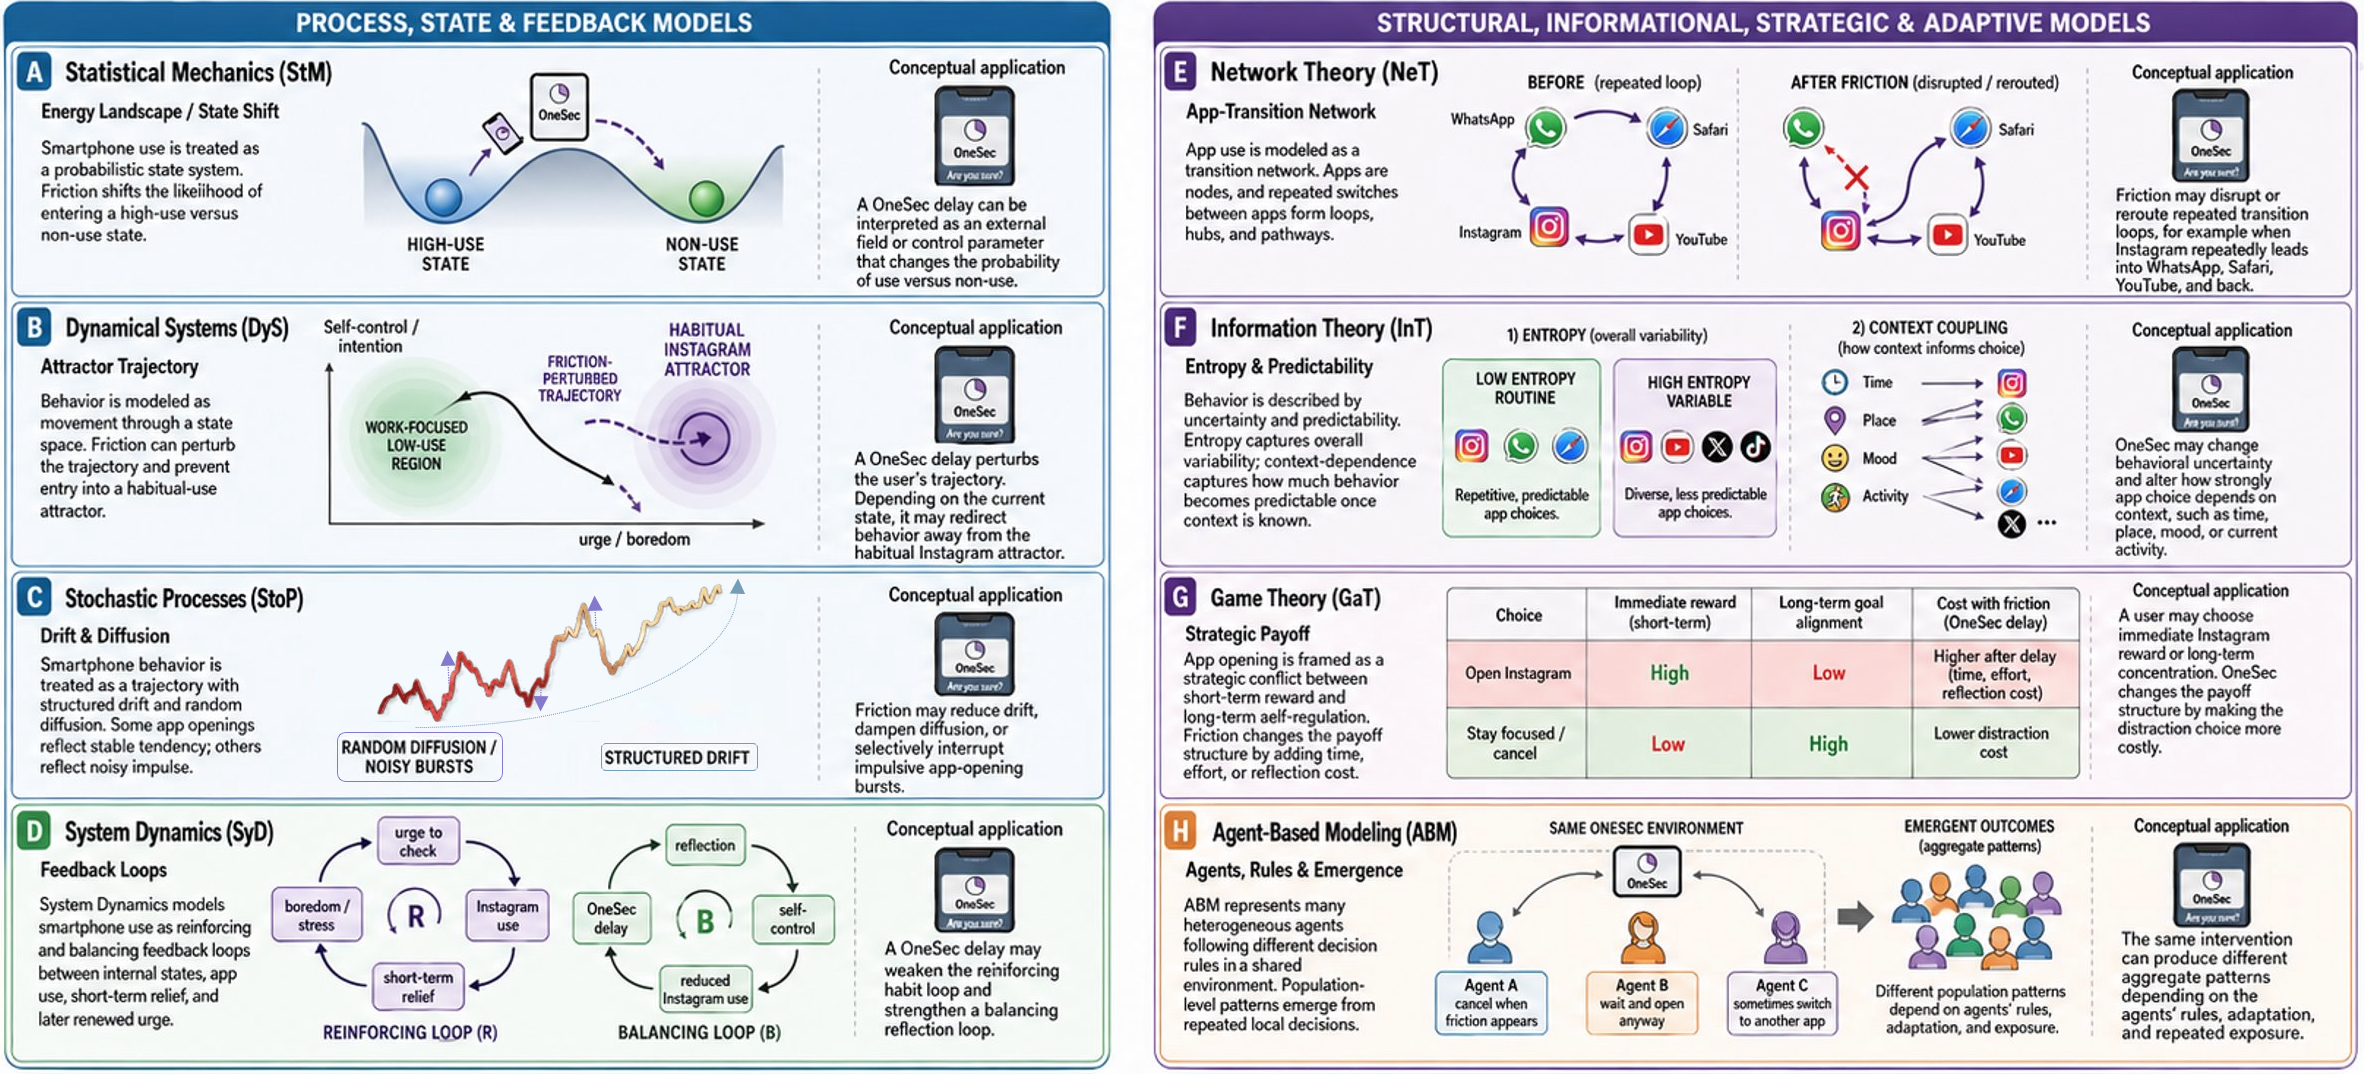 PROCESS, STATE & FEEDBACK MODELS
A Statistical Mechanics (StM)
Energy Landscape / State Shift
Smartphone use is treated as
a probabilistic state system.
Friction shifts the likelihood of
entering a high-use versus
non-use state.
OneSec
HIGH-USE
STATE
NON-USE
STATE
Conceptual application
OneSec
Are you sure?
A OneSec delay can be
interpreted as an external
field or control parameter
that changes the probability
of use versus non-use.
B Dynamical Systems (DyS)
Attractor Trajectory
Behavior is modeled as
movement through a state
space. Friction can perturb
the trajectory and prevent
entry into a habitual-use
attractor.
Self-control /
intention
WORK-FOCUSED
LOW-USE
REGION
FRICTION-
PERTURBED
TRAJECTORY
HABITUAL
INSTAGRAM
ATTRACTOR
urge / boredom
Conceptual application
OneSec
Are you sure?
A OneSec delay perturbs
the user's trajectory.
Depending on the current
state, it may redirect
behavior away from the
habitual Instagram attractor.
C Stochastic Processes (StoP)
Drift & Diffusion
Smartphone behavior is
treated as a trajectory with
structured drift and random
diffusion. Some app openings
reflect stable tendency; others
reflect noisy impulse.
RANDOM DIFFUSION /
NOISY BURSTS
STRUCTURED DRIFT
Conceptual application
OneSec
Are you sure?
Friction may reduce drift,
dampen diffusion, or
selectively interrupt
impulsive app-opening
bursts.
D System Dynamics (SyD)
Feedback Loops
System Dynamics models
smartphone use as reinforcing
and balancing feedback loops
between internal states, app
use, short-term relief, and
later renewed urge.
urge to
check
boredom /
stress
R
Instagram
use
short-term
relief
REINFORCING LOOP (R)
reflection
OneSec
delay
B
self-
control
reduced
Instagram use
BALANCING LOOP (B)
Conceptual application
OneSec
Are you sure?
A OneSec delay may
weaken the reiniforcing
habit loop and
strengthen a balancing
reflection loop.
STRUCTURAL, INFORMATIONAL, STRATEGIC & ADAPTIVE MODELS
E Network Theory (NeT)
App-Transition Network
App use is modeled as a
transition network. Apps are
nodes, and repeated switches
between apps form loops,
hubs, and pathways.
BEFORE (repeated loop)
WhatsApp
Safari
Instagram
YouTube
AFTER FRICTION (disrupted / rerouted)
Safari
YouTube
Conceptual application
OneSec
Are you sure?
Friction may disrupt or
reroute repeated transition
loops, for example when
Instagram repeatedly leads
into WhatsApp, Safari,
YouTube, and back.
F Information Theory (InT)
Entropy & Predictability
Behavior is described by
uncertainty and predictability.
Entropy captures overall
variability; context-dependence
captures how much behavior
becomes predictable once
context is known.
1) ENTROPY (overall variability)
LOW ENTROPY
ROUTINE
Repetitive, predictable
app choices.
HIGH ENTROPY
VARIABLE
Diverse, less predictable
app choices.
2) CONTEXT COUPLING
(how context informs choice)
Time
Place
Mood
Activity
...
Conceptual application
OneSec
Are you sure?
OneSec may change
behavioral uncertainty
and alter how strongly
app choice depends on
context, such as time,
place, mood, or current
activity.
G Game Theory (GaT)
Strategic Payoff
App opening is framed as a
strategic conflict between
short-term reward and
long-term aelf-regulation.
Friction changes the payoff
structure by adding time,
effort, or reflection cost.
Choice
Immediate reward
(short-term)
Long-term goal
alignment
Cost with friction
(OneSec delay)
Open Instagram
High
Low
Higher after delay
(time, effort,
reflection cost)
Stay focused /
cancel
Low
High
Lower distraction
cost
Conceptual application
A user may choose
immediate Instagram
reward or long-term
concentration. OneSec
changes the payoff
structure by making the
distraction choice more
costly.
H Agent-Based Modeling (ABM)
Agents, Rules & Emergence
ABM represents many
heterogeneous agents
following different decision
rules in a shared
environment. Population-
level patterns emerge from
repeated local decisions.
SAME ONESEC ENVIRONMENT
OneSec
Agent A
cancel when
friction appears
Agent B
wait and open
anyway
Agent C
sometimes switch
to another app
EMERGENT OUTCOMES
(aggregate patterns)
Different population patterns
depend on agents' rules,
adaptation, and exposure.
Conceptual application
OneSec
Are you sure?
The same intervention
can produce different
aggregate patterns
depending on the
agents' rules, adaptation,
and repeated exposure.